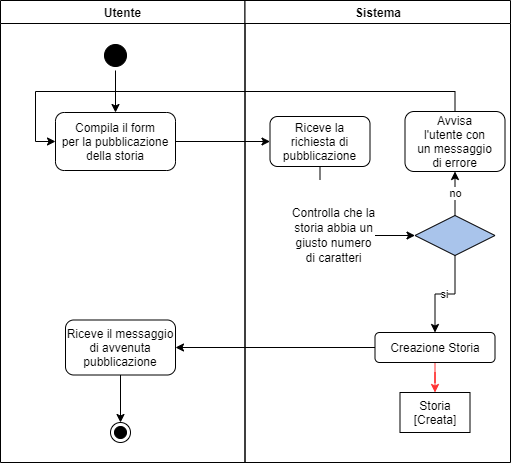 Utente
Sistema
Compila il form
per la pubblicazione
della storia
Riceve la
richiesta di
pubblicazione
Avvisa
l'utente con
un messaggio
di errore
no
Controlla che la
storia abbia un
giusto numero
di caratteri
si
Riceve il messaggio
di avvenuta
pubblicazione
Creazione Storia
Storia
[Creata]